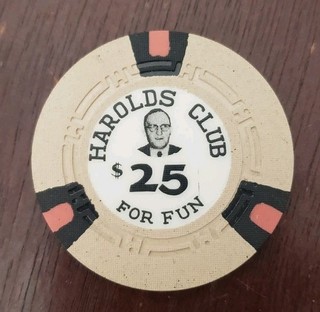 HAROLDS CLUB
$25
FOR FUN